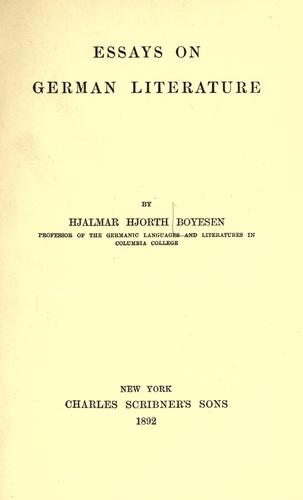 ESSAYS ON
GERMAN LITERATURE
BY
HJALMAR HJORTH BOYESEN
PROFESSOR OF THE GERMANIC LANGUAGES AND LITERATURES IN
COLUMBIA COLLEGE
NEW YORK
CHARLES SCRIBNER'S SONS
1892